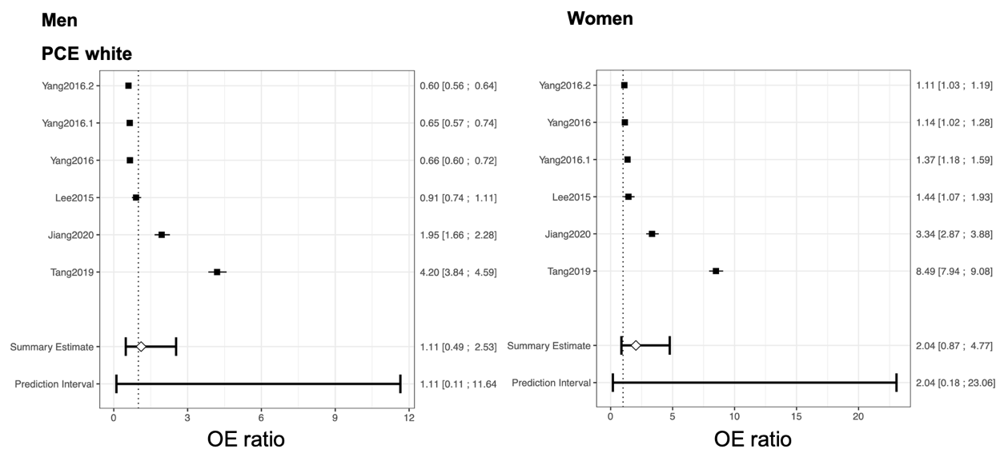 Men
PCE white
Yang2016.2 0.60 [0.56 ; 0.64]
Yang2016.1 0.65 [0.57 ; 0.74]
Yang2016 0.66 [0.60 ; 0.72]
Lee2015 0.91 [0.74 ; 1.11]
Jiang2020 1.95 [1.66 ; 2.28]
Tang2019 4.20 [3.84 ; 4.59]
Summary Estimate 1.11 [0.49 ; 2.53]
Prediction Interval 1.11 [0.11 ; 11.64
0 3 6 9 12
OE ratio
Women
Yang2016.2 1.11 [1.03 ; 1.19]
Yang2016 1.14 [1.02 ; 1.28]
Yang2016.1 1.37 [1.18 ; 1.59]
Lee2015 1.44 [1.07 ; 1.93]
Jiang2020 3.34 [2.87 ; 3.88]
Tang2019 8.49 [7.94 ; 9.08]
Summary Estimate 2.04 [0.87 ; 4.77]
Prediction Interval 2.04 [0.18 ; 23.06]
0 5 10 15 20
OE ratio